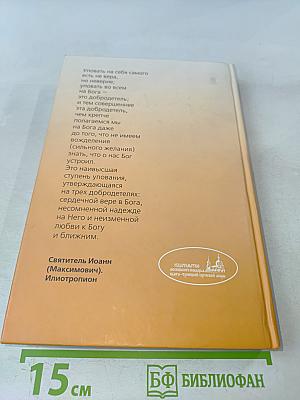 Уповать на себя самого
есть не вера,
но неверие;
уповать во всем
на Бога —
это добродетель;
и тем совершеннее
эта добродетель,
чем крепче
полагаемся мы
на Бога даже
до того, что не имеем
вожделения
(сильного желания)
знать, что о нас Бог
устроил.
Это наивысшая
ступень упования,
утверждающаяся
на трех добродетелях:
сердечной вере в Бога,
несомненной надежде
на Него и неизменной
любви к Богу
и ближним.
Святитель Иоанн
(Максимович).
Илиотропион
15 см
БФ БИБЛИОФАН